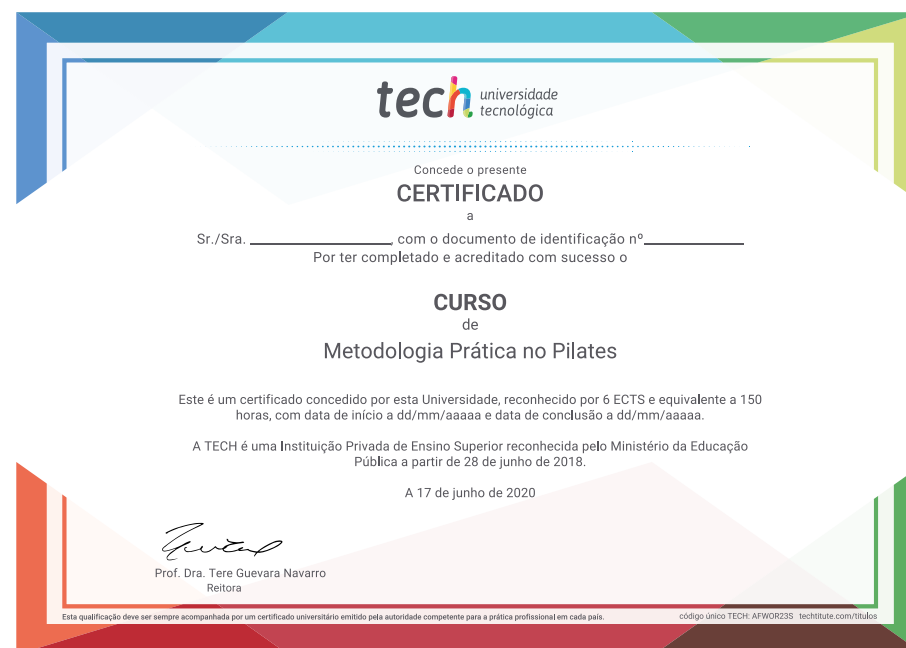 tech universidade
tecnológica
Concede o presente
CERTIFICADO
a
Sr./Sra. ____________________, com o documento de identificação nº______________
Por ter completado e acreditado com sucesso o
CURSO
de
Metodologia Prática no Pilates
Este é um certificado concedido por esta Universidade, reconhecido por 6 ECTS e equivalente a 150
horas, com data de início a dd/mm/aaaaa e data de conclusão a dd/mm/aaaaa.
A TECH é uma Instituição Privada de Ensino Superior reconhecida pelo Ministério da Educação
Pública a partir de 28 de junho de 2018.
A 17 de junho de 2020
Prof. Dra. Tere Guevara Navarro
Reitora
Esta qualificação deve ser sempre acompanhada por um certificado universitário emitido pela autoridade competente para a prática profissional em cada país.
código único TECH: AFWOR23S techtitute.com/titulos